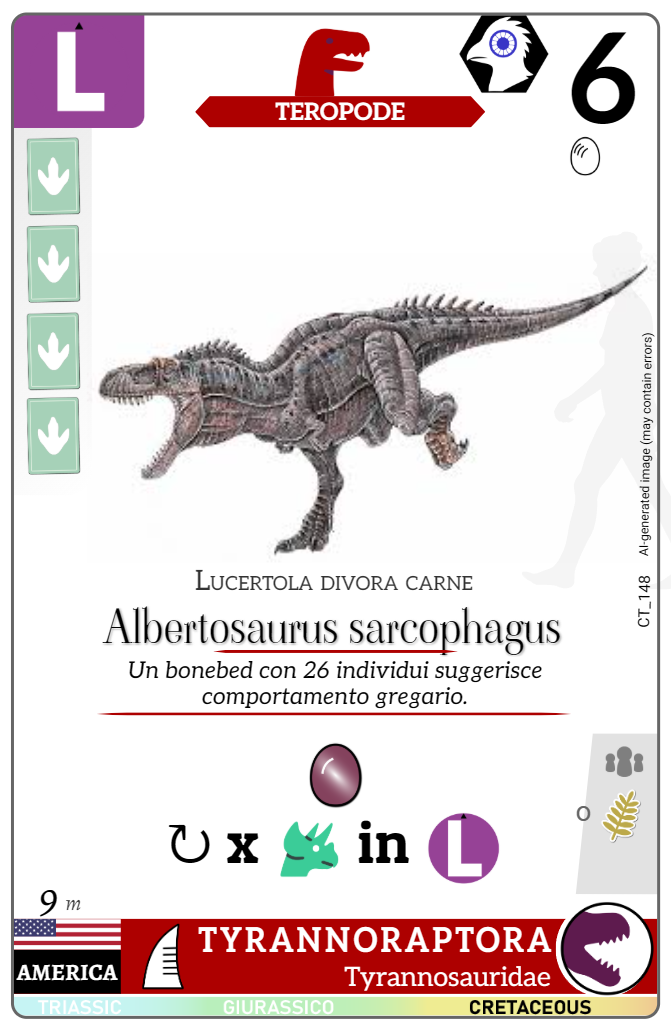 L
TEROPODE
6
AI-generated image (may contain errors)
CT_148
Lucertola divora carne
Albertosaurus sarcophagus
Un bonebed con 26 individui suggerisce
comportamento gregario.
x in L
o
9 m
AMERICA
TYRANNORAPTORA
Tyrannosauridae
TRIASSIC GIURASSICO CRETACEOUS